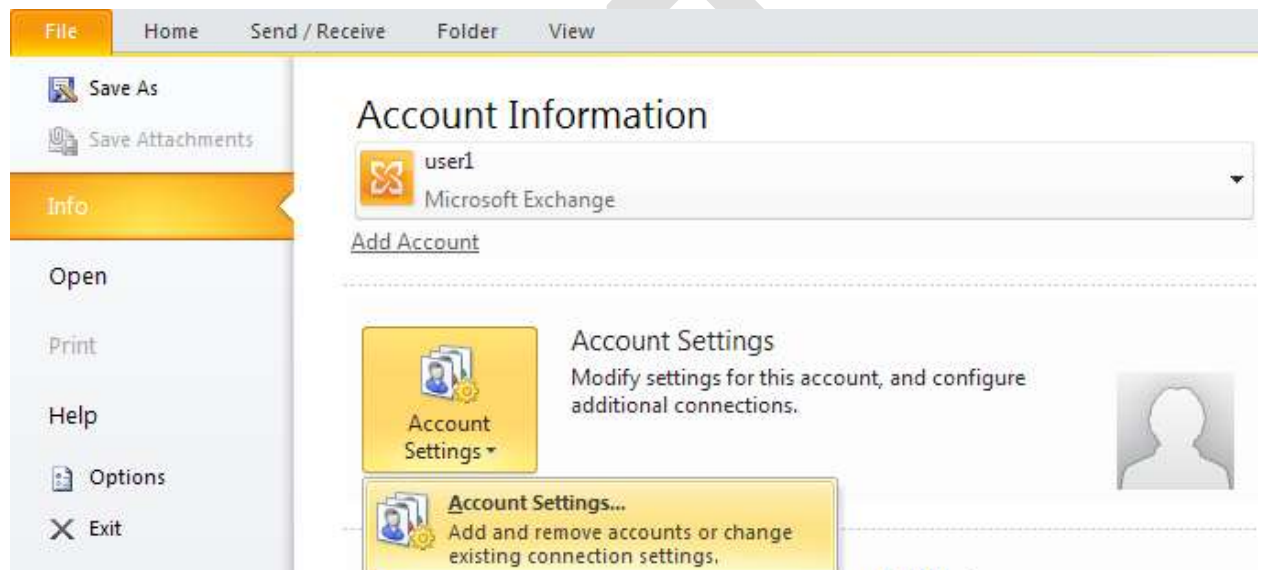 File Home Send / Receive Folder View
Save As
Save Attachments
Info
Open
Print
Help
Options
Exit
Account Information
user1
Microsoft Exchange
Add Account
Account
Settings
Account Settings
Modify settings for this account, and configure
additional connections.
Account Settings...
Add and remove accounts or change
existing connection settings.